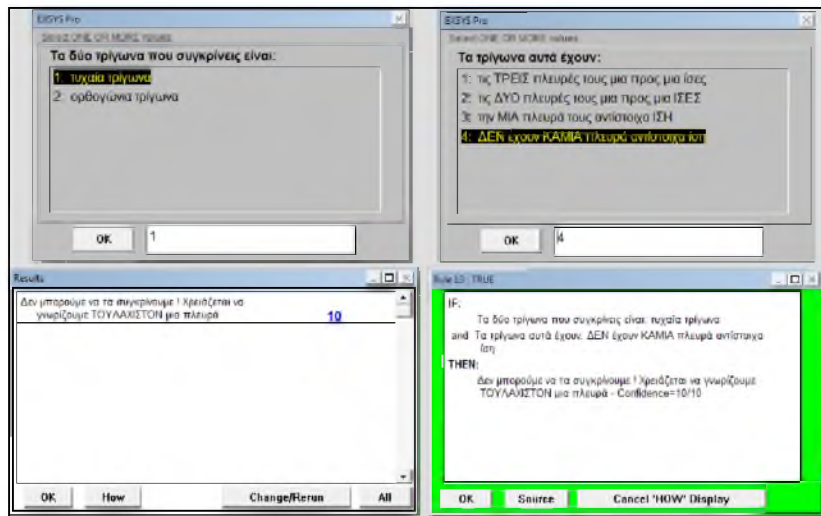 EXSYS Pro
Select ONE OR MORE values
Τα δύο τρίγωνα που συγκρίνεις είναι:
1: τυχαία τρίγωνα
2: ορθογώνια τρίγωνα
OK
1
EXSYS Pro
Select ONE OR MORE values
Τα τρίγωνα αυτά έχουν:
1: τις ΤΡΕΙΣ πλευρές τους μια προς μια ίσες
2: τις ΔΥΟ πλευρές τους μια προς μια ΙΣΕΣ
3: την ΜΙΑ πλευρά τους αντίστοιχα ΙΣΗ
4: ΔΕΝ έχουν ΚΑΜΙΑ πλευρά αντίστοιχα ίση
OK
4
Results
Δεν μπορούμε να τα συγκρίνουμε ! Χρειάζεται να
γνωρίζουμε ΤΟΥΛΑΧΙΣΤΟΝ μια πλευρά
10
OK
How
Change/Rerun
All
Rule 13 : TRUE
IF:
Τα δύο τρίγωνα που συγκρίνεις είναι: τυχαία τρίγωνα
and Τα τρίγωνα αυτά έχουν: ΔΕΝ έχουν ΚΑΜΙΑ πλευρά αντίστοιχα
ίση
THEN:
Δεν μπορούμε να τα συγκρίνουμε ! Χρειάζεται να γνωρίζουμε
ΤΟΥΛΑΧΙΣΤΟΝ μια πλευρά - Confidence=10/10
OK
Source
Cancel 'HOW' Display